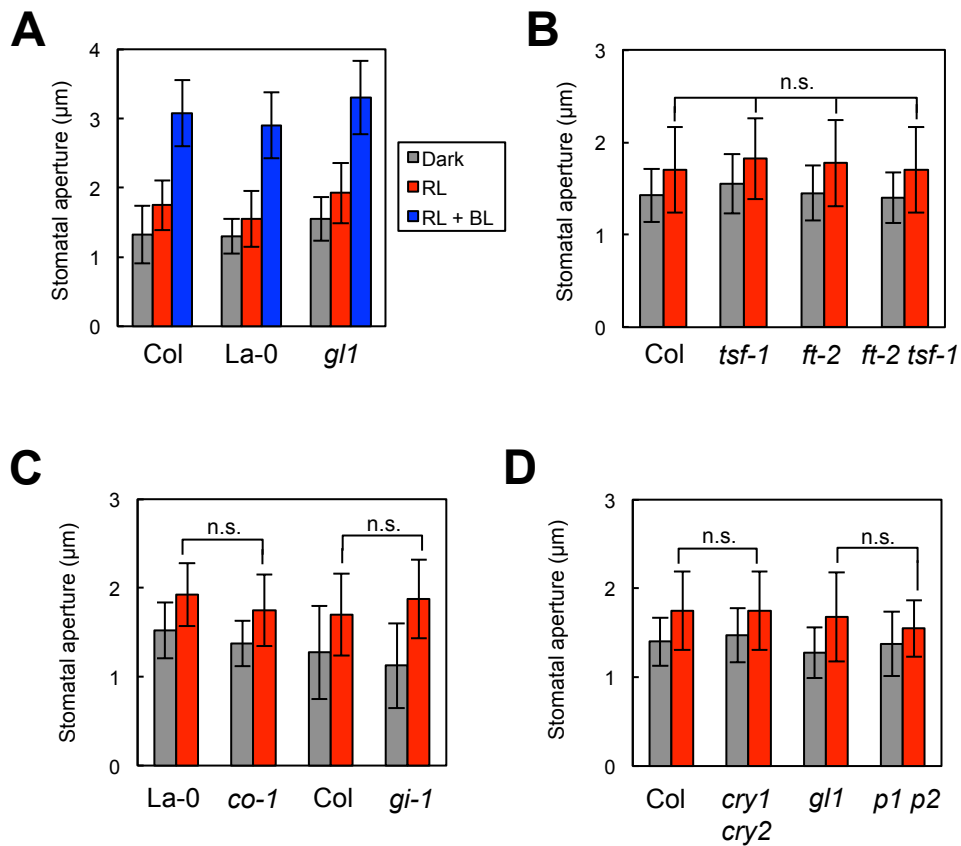 A
Stomatal aperture (µm)
4
3
2
1
0
Col La-0 gl1
Dark
RL
RL + BL
B
Stomatal aperture (µm)
3
2
1
0
n.s.
Col tsf-1 ft-2 ft-2 tsf-1
C
Stomatal aperture (µm)
3
2
1
0
n.s. n.s.
La-0 co-1 Col gi-1
D
Stomatal aperture (µm)
3
2
1
0
n.s. n.s.
Col cry1 gl1 p1 p2
cry2